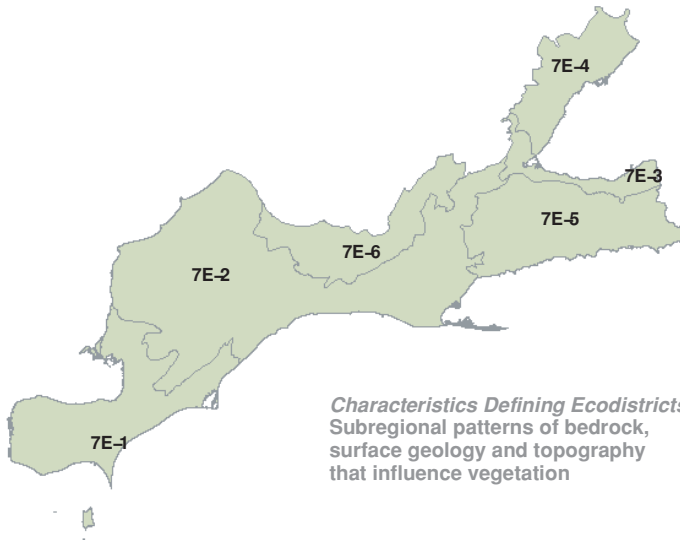 7E-4
7E-3
7E-5
7E-6
7E-2
Characteristics Defining Ecodistricts
Subregional patterns of bedrock,
surface geology and topography
that influence vegetation
7E-1